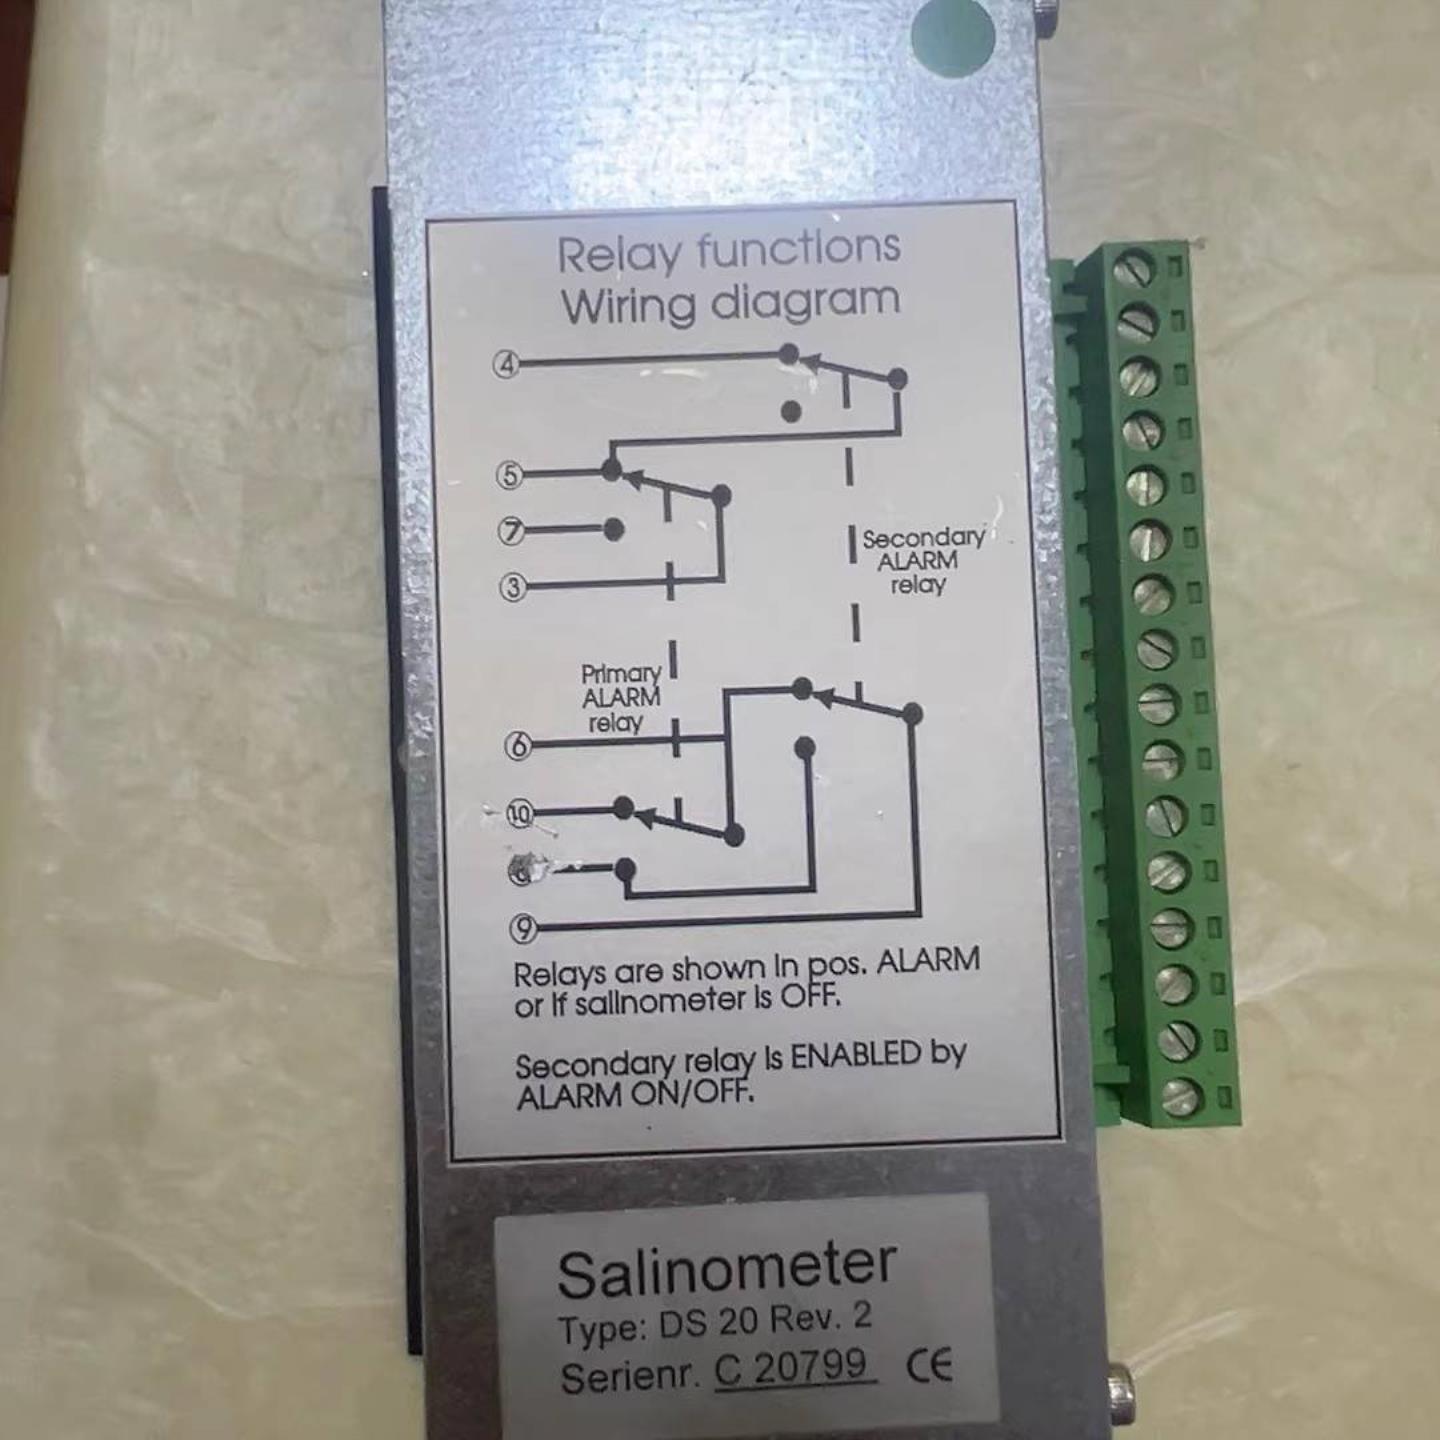 Relay functions
Wiring diagram
4
5
7
3
Secondary
ALARM
relay
Primary
ALARM
relay
6
10
9
Relays are shown in pos. ALARM
or if salinometer is OFF.
Secondary relay is ENABLED by
ALARM ON/OFF.
Salinometer
Type: DS 20 Rev. 2
Serienr. C 20799 CE